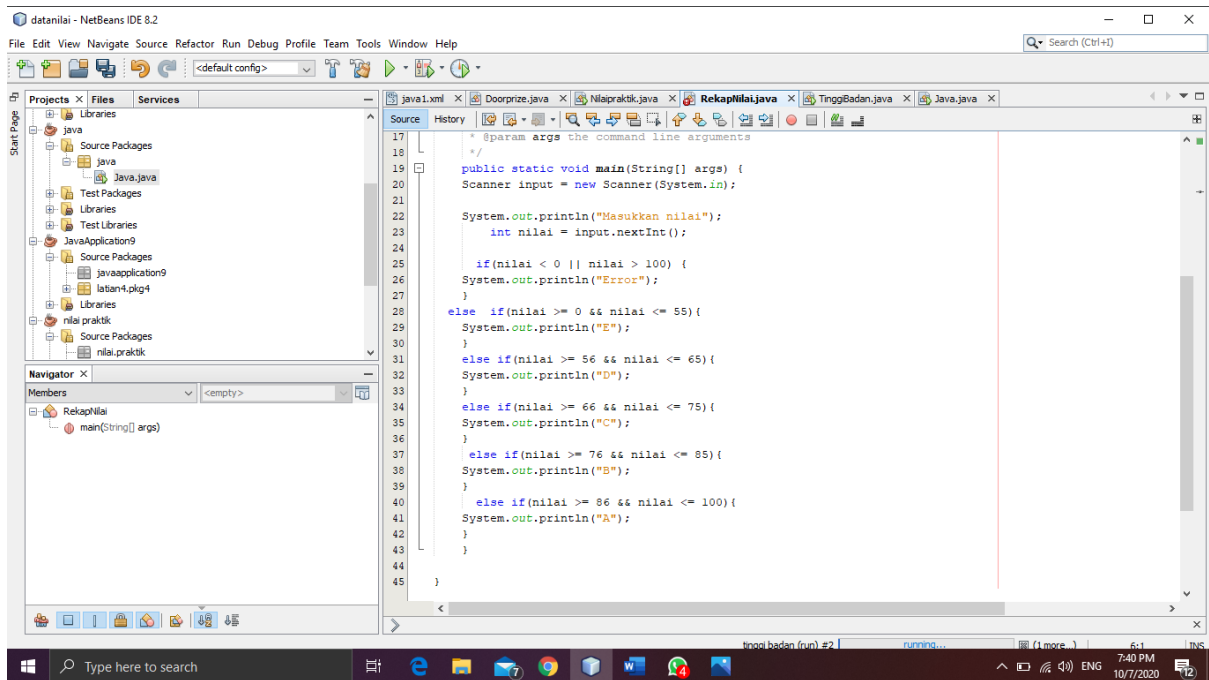 datanilai - NetBeans IDE 8.2
File Edit View Navigate Source Refactor Run Debug Profile Team Tools Window Help
Search (Ctrl+I)
<default config>
Start Page
Projects Files Services
Libraries
java
Source Packages
java
Java.java
Test Packages
Libraries
Test Libraries
JavaApplication9
Source Packages
javaapplication9
latian4.pkg4
Libraries
nilai praktik
Source Packages
nilai.praktik
Navigator
Members <empty>
RekapNilai
main(String[] args)
java1.xml Doorprize.java Nilaipraktik.java RekapNilai.java TinggiBadan.java Java.java
Source History
17 * @param args the command line arguments
18 */
19 public static void main(String[] args) {
20 Scanner input = new Scanner(System.in);
21
22 System.out.println("Masukkan nilai");
23 int nilai = input.nextInt();
24
25 if(nilai < 0 || nilai > 100) {
26 System.out.println("Error");
27 }
28 else if(nilai >= 0 && nilai <= 55){
29 System.out.println("E");
30 }
31 else if(nilai >= 56 && nilai <= 65){
32 System.out.println("D");
33 }
34 else if(nilai >= 66 && nilai <= 75){
35 System.out.println("C");
36 }
37 else if(nilai >= 76 && nilai <= 85){
38 System.out.println("B");
39 }
40 else if(nilai >= 86 && nilai <= 100){
41 System.out.println("A");
42 }
43 }
44
45 }
tinggi badan (run) #2 running... (1 more...) 6:1 INS
Type here to search
7
4
ENG
7:40 PM
10/7/2020
12